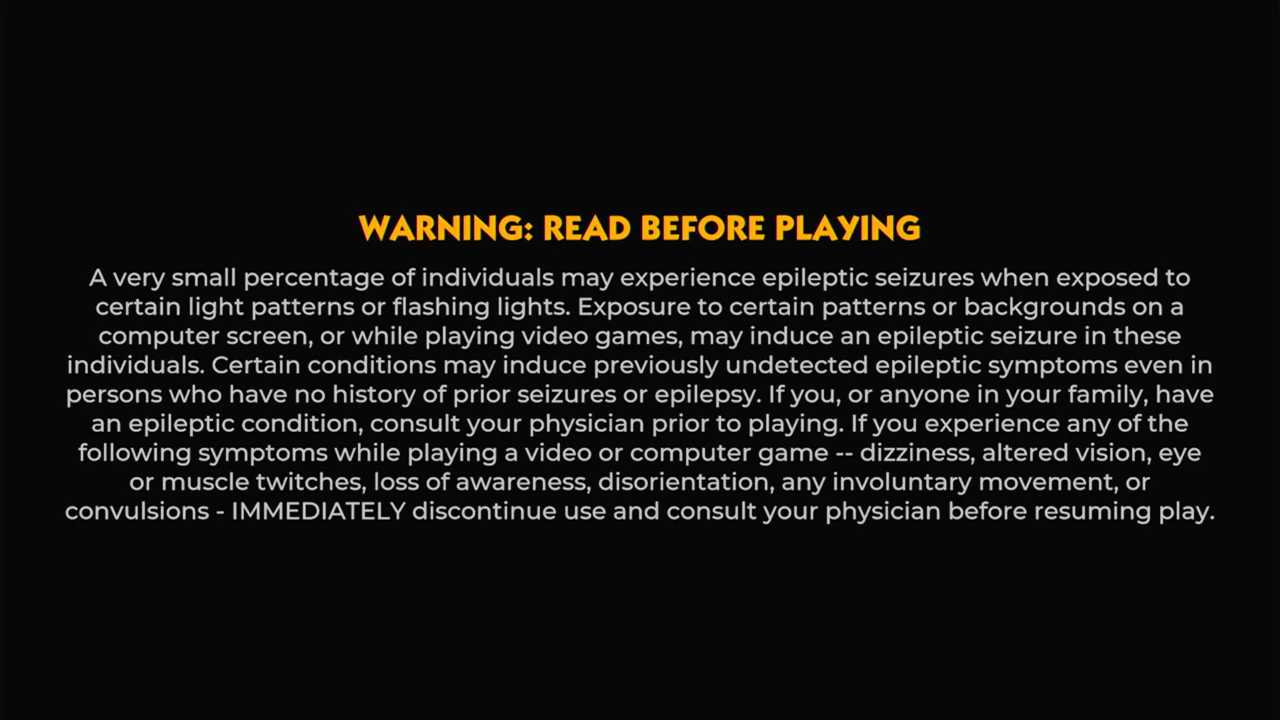 WARNING: READ BEFORE PLAYING
A very small percentage of individuals may experience epileptic seizures when exposed to
certain light patterns or flashing lights. Exposure to certain patterns or backgrounds on a
computer screen, or while playing video games, may induce an epileptic seizure in these
individuals. Certain conditions may induce previously undetected epileptic symptoms even in
persons who have no history of prior seizures or epilepsy. If you, or anyone in your family, have
an epileptic condition, consult your physician prior to playing. If you experience any of the
following symptoms while playing a video or computer game -- dizziness, altered vision, eye
or muscle twitches, loss of awareness, disorientation, any involuntary movement, or
convulsions - IMMEDIATELY discontinue use and consult your physician before resuming play.